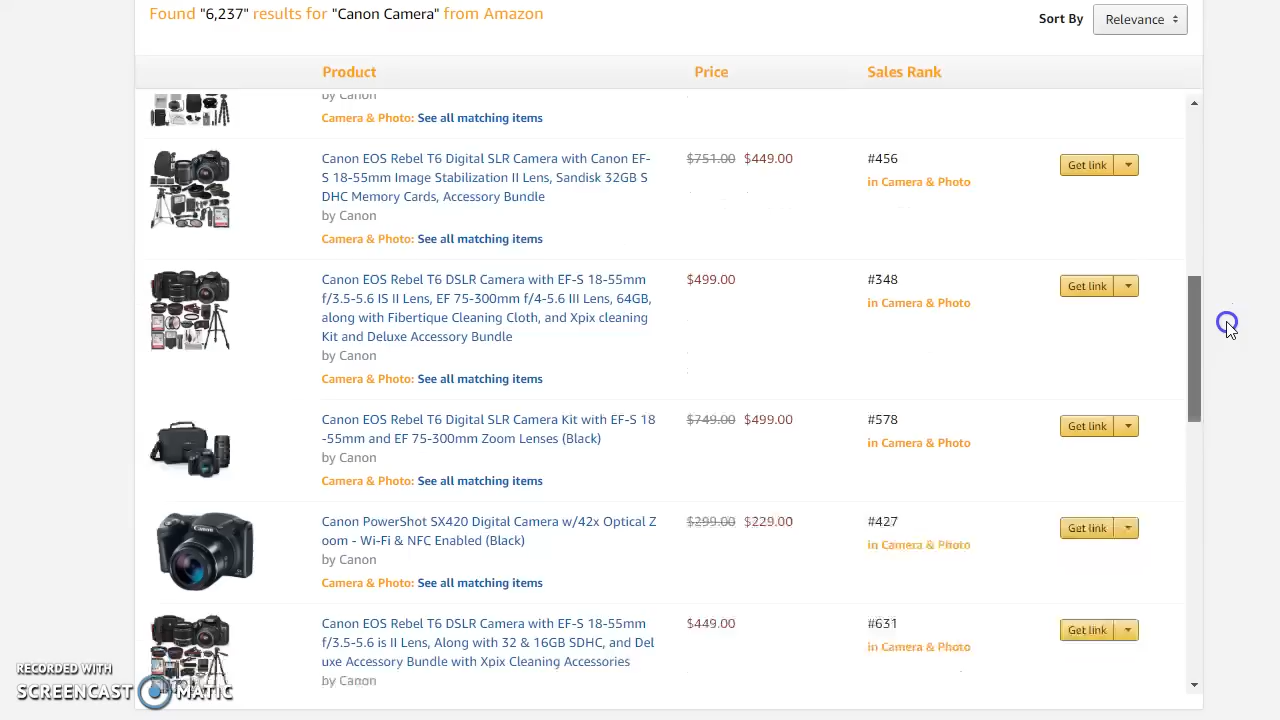 Found "6,237" results for "Canon Camera" from Amazon
Sort By Relevance
Product Price Sales Rank
by Canon
Camera & Photo: See all matching items
Canon EOS Rebel T6 Digital SLR Camera with Canon EF-
S 18-55mm Image Stabilization II Lens, Sandisk 32GB S
DHC Memory Cards, Accessory Bundle
by Canon
Camera & Photo: See all matching items
$751.00 $449.00
#456
in Camera & Photo
Get link
Canon EOS Rebel T6 DSLR Camera with EF-S 18-55mm
f/3.5-5.6 IS II Lens, EF 75-300mm f/4-5.6 III Lens, 64GB,
along with Fibertique Cleaning Cloth, and Xpix cleaning
Kit and Deluxe Accessory Bundle
by Canon
Camera & Photo: See all matching items
$499.00
#348
in Camera & Photo
Get link
Canon EOS Rebel T6 Digital SLR Camera Kit with EF-S 18
-55mm and EF 75-300mm Zoom Lenses (Black)
by Canon
Camera & Photo: See all matching items
$749.00 $499.00
#578
in Camera & Photo
Get link
Canon PowerShot SX420 Digital Camera w/42x Optical Z
oom - Wi-Fi & NFC Enabled (Black)
by Canon
Camera & Photo: See all matching items
$299.00 $229.00
#427
in Camera & Photo
Get link
Canon EOS Rebel T6 DSLR Camera with EF-S 18-55mm
f/3.5-5.6 is II Lens, Along with 32 & 16GB SDHC, and Del
uxe Accessory Bundle with Xpix Cleaning Accessories
by Canon
$449.00
#631
in Camera & Photo
Get link
RECORDED WITH
SCREENCAST MATIC